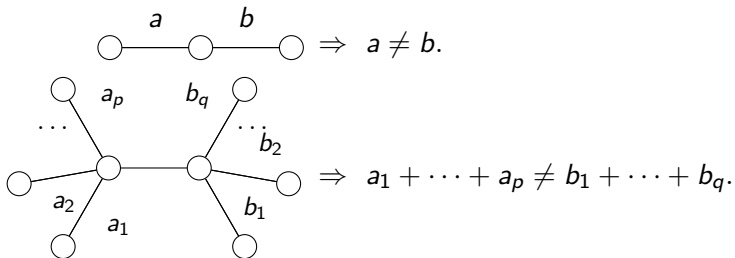 a b
⇒ a ≠ b.
a_p b_q
... ...
b_2
⇒ a_1 + ··· + a_p ≠ b_1 + ··· + b_q.
a_2 b_1
a_1